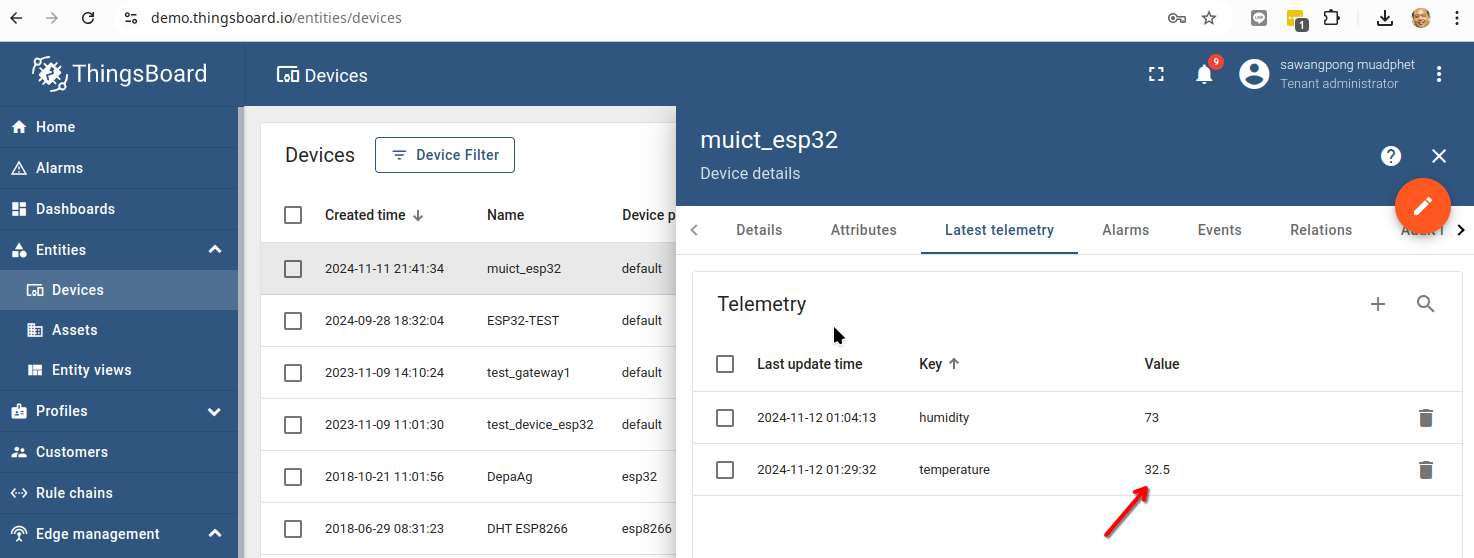 demo.thingsboard.io/entities/devices
1
ThingsBoard
Devices
9
sawangpong muadphet
Tenant administrator
Home
Alarms
Dashboards
Entities
Devices
Assets
Entity views
Profiles
Customers
Rule chains
Edge management
Devices
Device Filter
Created time Name Device p
2024-11-11 21:41:34 muict_esp32 default
2024-09-28 18:32:04 ESP32-TEST default
2023-11-09 14:10:24 test_gateway1 default
2023-11-09 11:01:30 test_device_esp32 default
2018-10-21 11:01:56 DepaAg esp32
2018-06-29 08:31:23 DHT ESP8266 esp8266
muict_esp32
Device details
Details Attributes Latest telemetry Alarms Events Relations
Telemetry
Last update time Key Value
2024-11-12 01:04:13 humidity 73
2024-11-12 01:29:32 temperature 32.5